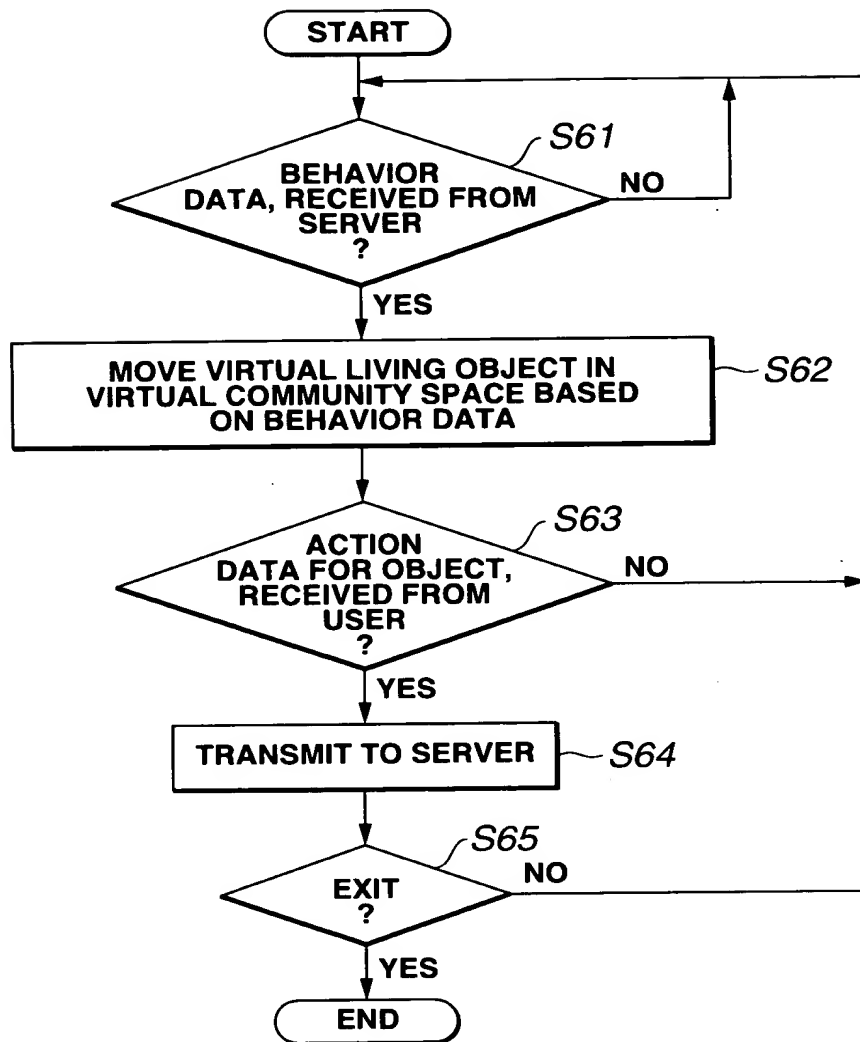 START
S61
BEHAVIOR
DATA, RECEIVED FROM
SERVER
?
NO
YES
MOVE VIRTUAL LIVING OBJECT IN
VIRTUAL COMMUNITY SPACE BASED
ON BEHAVIOR DATA
S62
S63
ACTION
DATA FOR OBJECT,
RECEIVED FROM
USER
?
NO
YES
TRANSMIT TO SERVER
S64
S65
EXIT
?
NO
YES
END